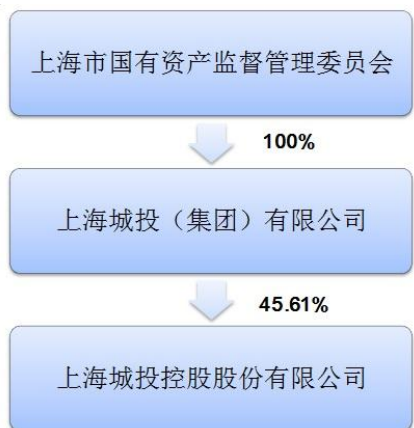 上海市国有资产监督管理委员会
100%
上海城投（集团）有限公司
45.61%
上海城投控股股份有限公司